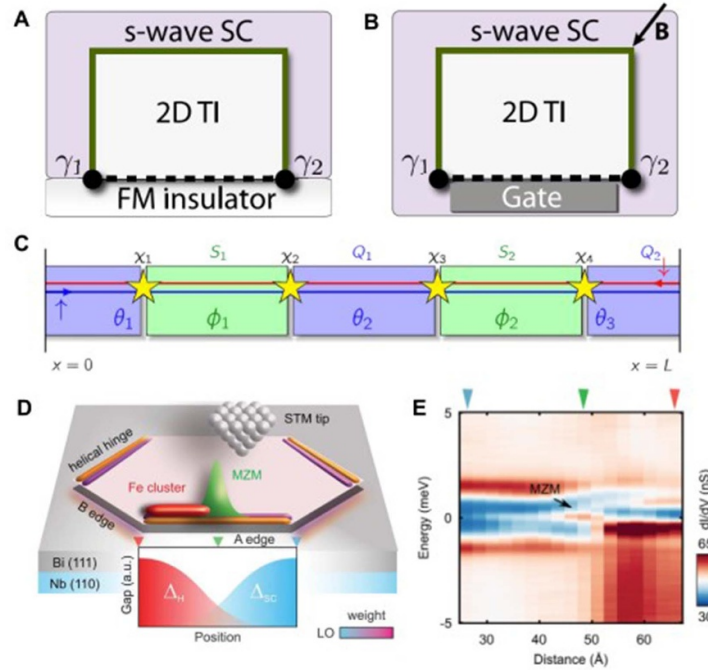 A
s-wave SC
2D TI
γ1
γ2
FM insulator
B
s-wave SC
B
2D TI
γ1
γ2
Gate
C
χ1 S1 χ2 Q1 χ3 S2 χ4 Q2
↑ ↓
θ1 ϕ1 θ2 ϕ2 θ3
x = 0
x = L
D
STM tip
helical hinge
MZM
Fe cluster
B edge
A edge
Bi (111)
Nb (110)
Gap (a.u.)
ΔH
ΔSC
weight
LO
Position
E
5
0
-5
Energy (meV)
MZM
30 40 50 60
Distance (Å)
dI/dV (nS)
65
30